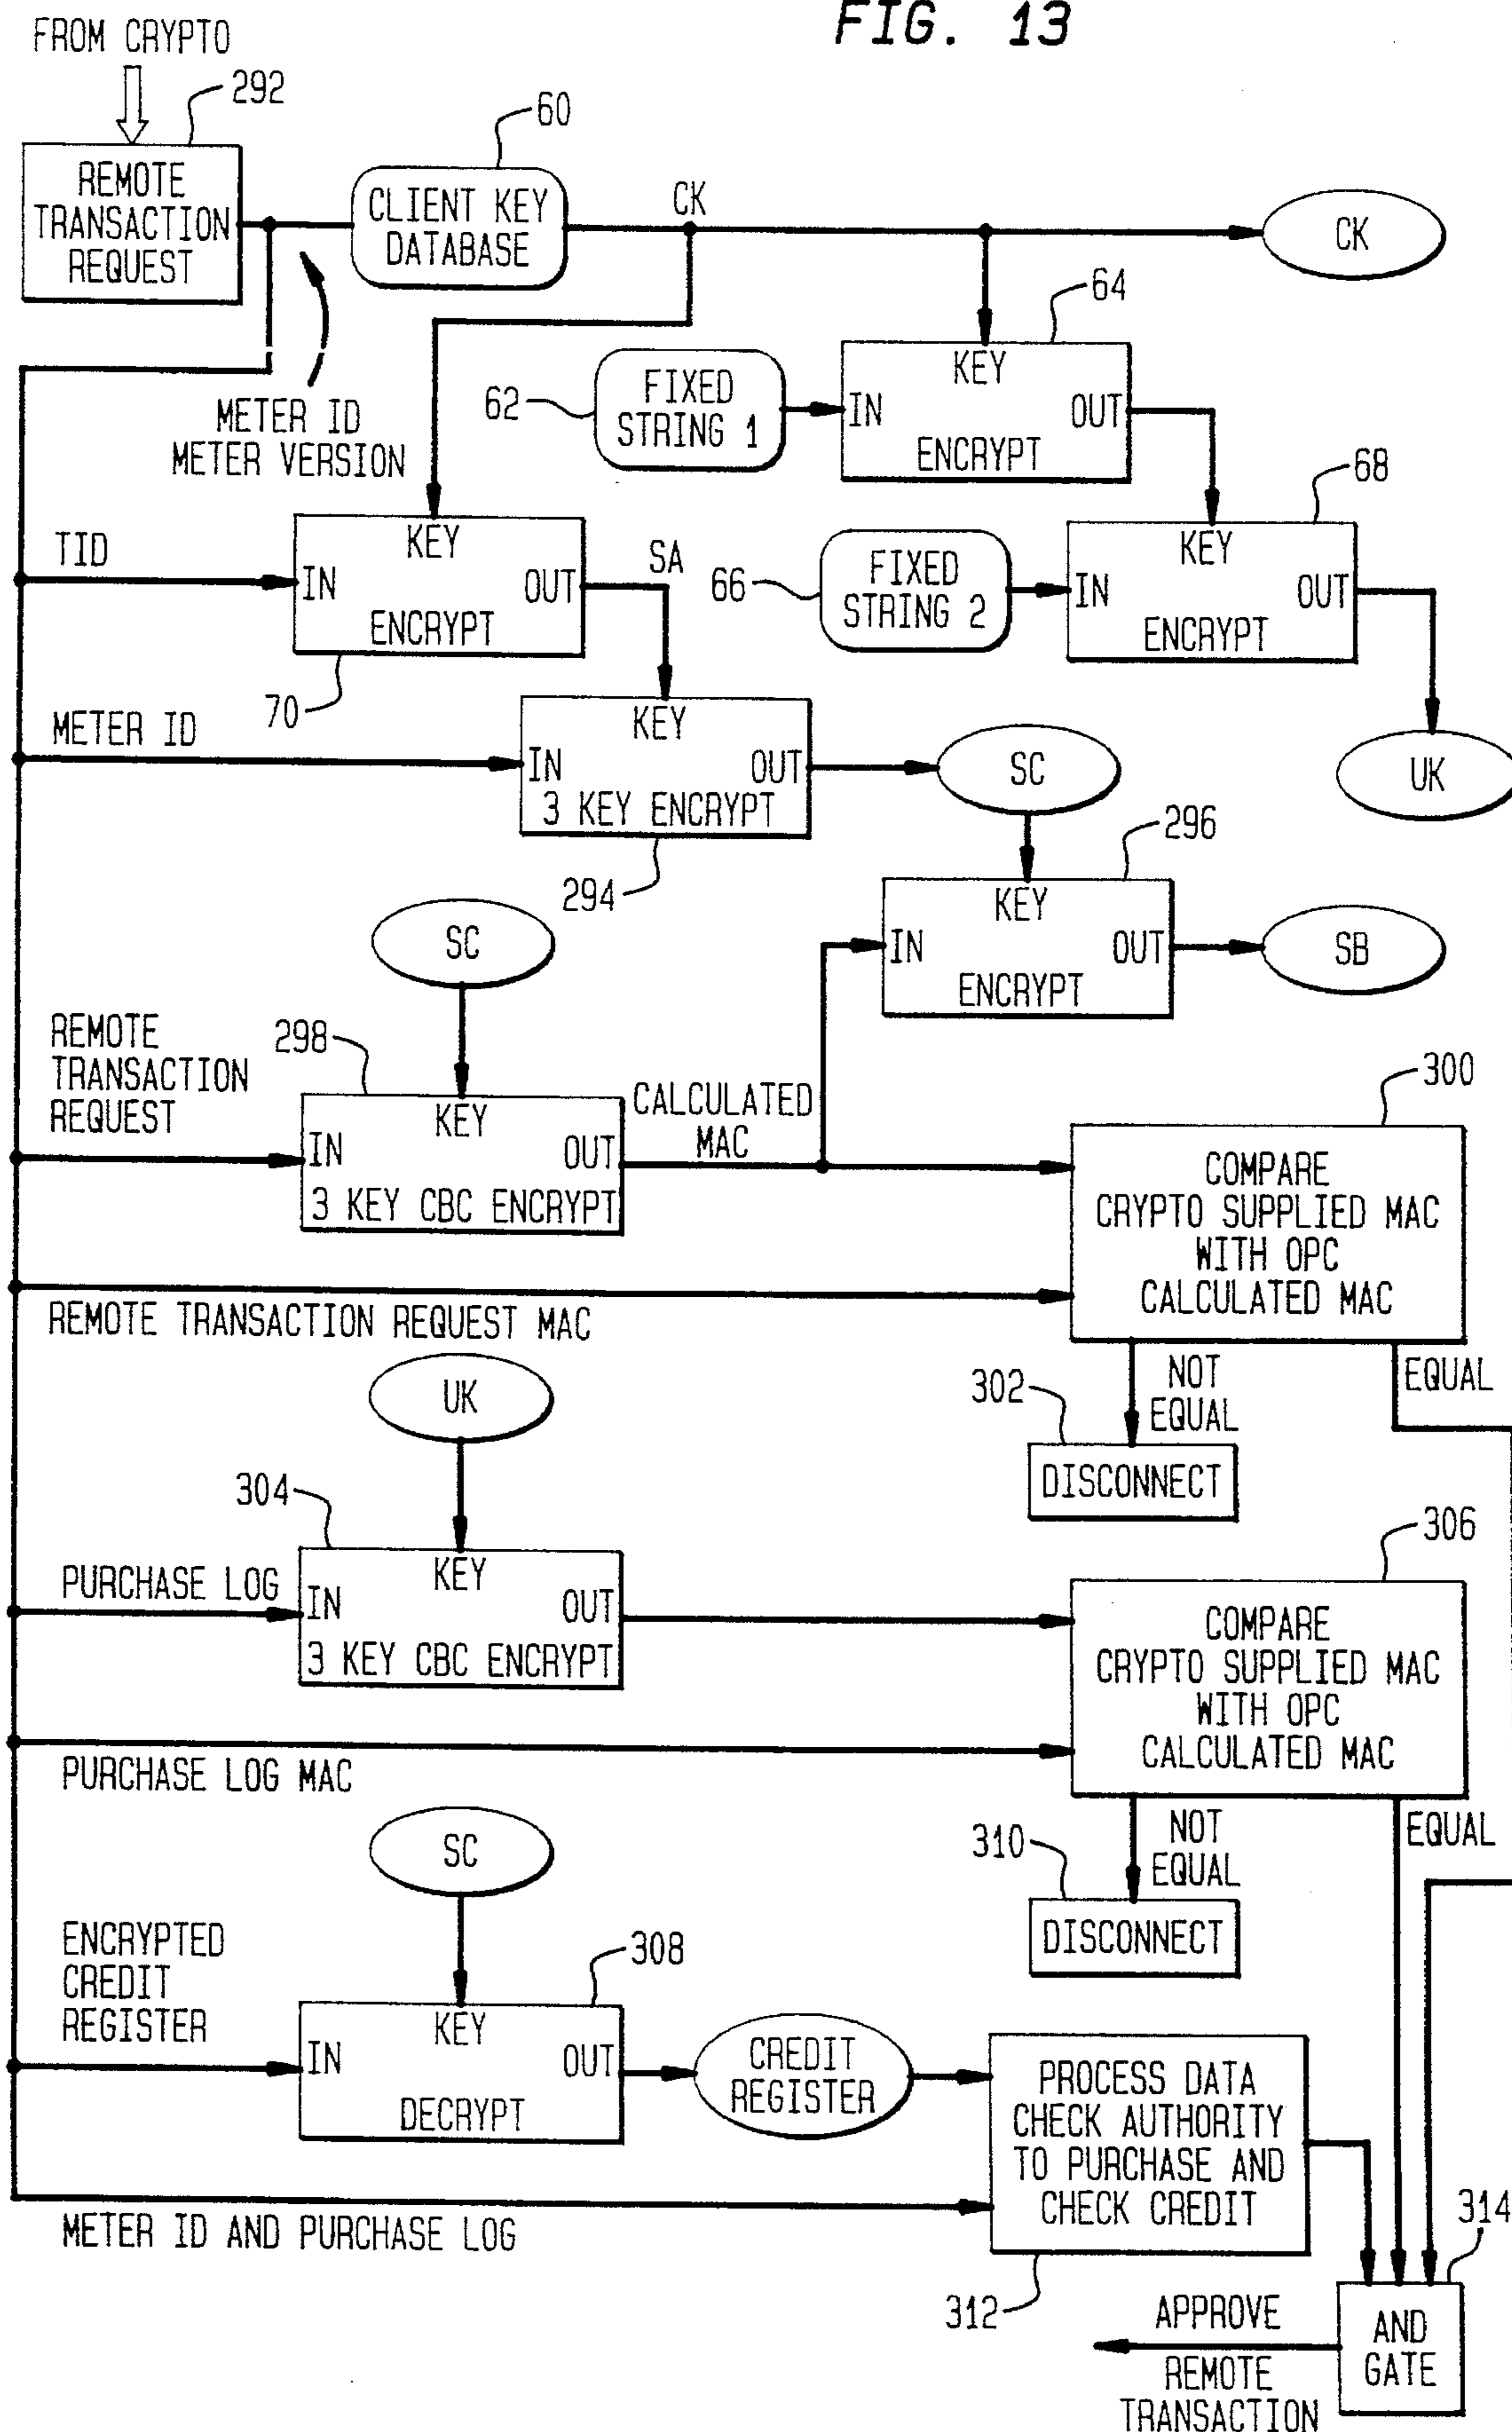 FIG. 13
FROM CRYPTO
292
REMOTE
TRANSACTION
REQUEST
60
CLIENT KEY
DATABASE
CK
CK
METER ID
METER VERSION
64
62
FIXED
STRING 1
KEY
IN
OUT
ENCRYPT
68
TID
KEY
IN
OUT
ENCRYPT
70
SA
66
FIXED
STRING 2
KEY
IN
OUT
ENCRYPT
METER ID
KEY
IN
OUT
3 KEY ENCRYPT
294
SC
UK
296
KEY
IN
OUT
ENCRYPT
SB
SC
REMOTE
TRANSACTION
REQUEST
298
KEY
IN
OUT
3 KEY CBC ENCRYPT
CALCULATED
MAC
300
COMPARE
CRYPTO SUPPLIED MAC
WITH OPC
CALCULATED MAC
REMOTE TRANSACTION REQUEST MAC
NOT
EQUAL
EQUAL
302
DISCONNECT
UK
304
PURCHASE LOG
KEY
IN
OUT
3 KEY CBC ENCRYPT
306
COMPARE
CRYPTO SUPPLIED MAC
WITH OPC
CALCULATED MAC
PURCHASE LOG MAC
NOT
EQUAL
EQUAL
310
DISCONNECT
SC
ENCRYPTED
CREDIT
REGISTER
308
KEY
IN
OUT
DECRYPT
CREDIT
REGISTER
PROCESS DATA
CHECK AUTHORITY
TO PURCHASE AND
CHECK CREDIT
METER ID AND PURCHASE LOG
312
314
AND
GATE
APPROVE
REMOTE
TRANSACTION